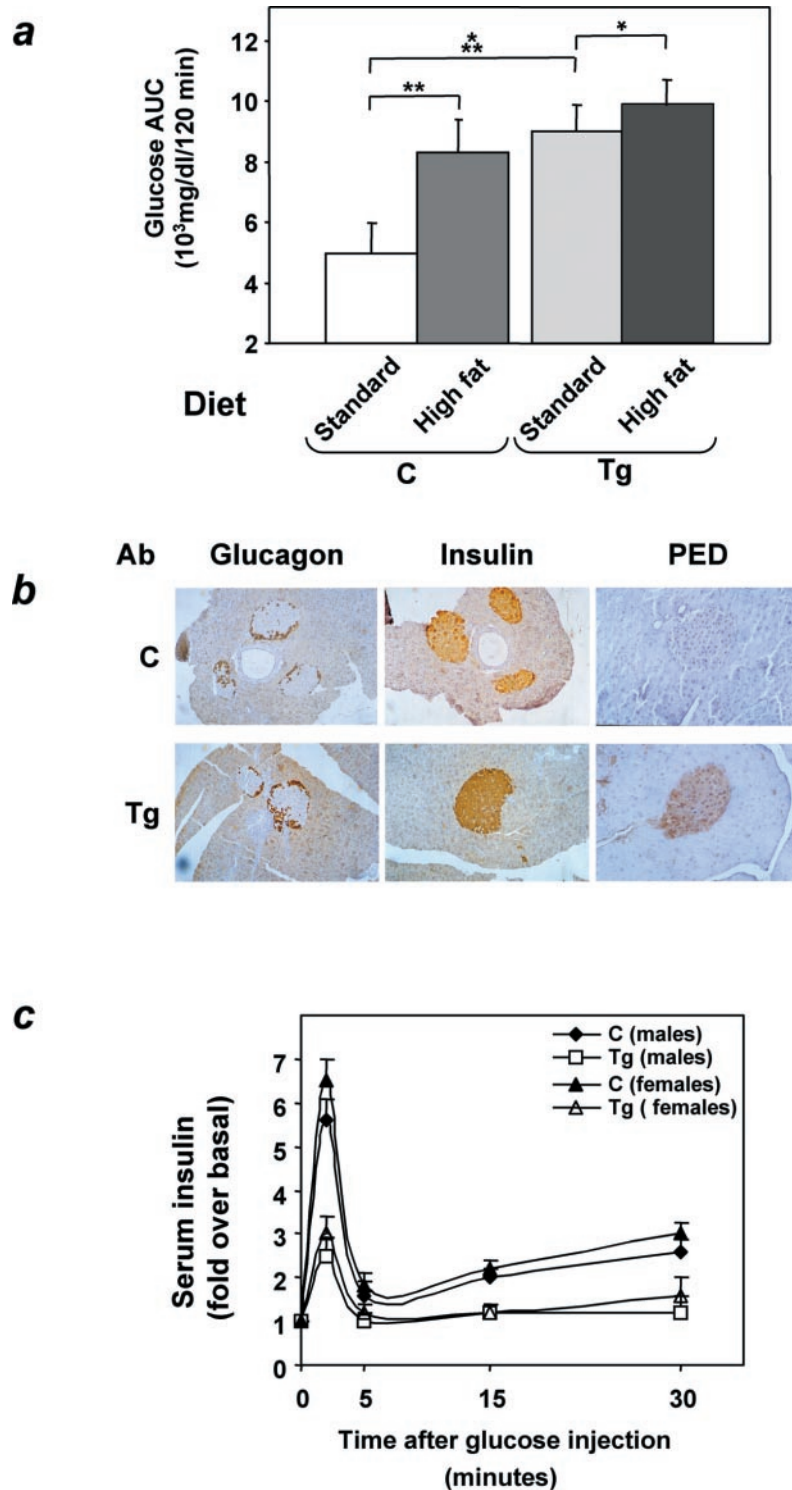 a
12
10
8
6
4
2
Glucose AUC
(10³mg/dl/120 min)
**
*
**
*
Diet
Standard
High fat
Standard
High fat
C
Tg
b
Ab
Glucagon
Insulin
PED
C
Tg
c
7
6
5
4
3
2
1
0
Serum insulin
(fold over basal)
C (males)
Tg (males)
C (females)
Tg ( females)
0
5
15
30
Time after glucose injection
(minutes)